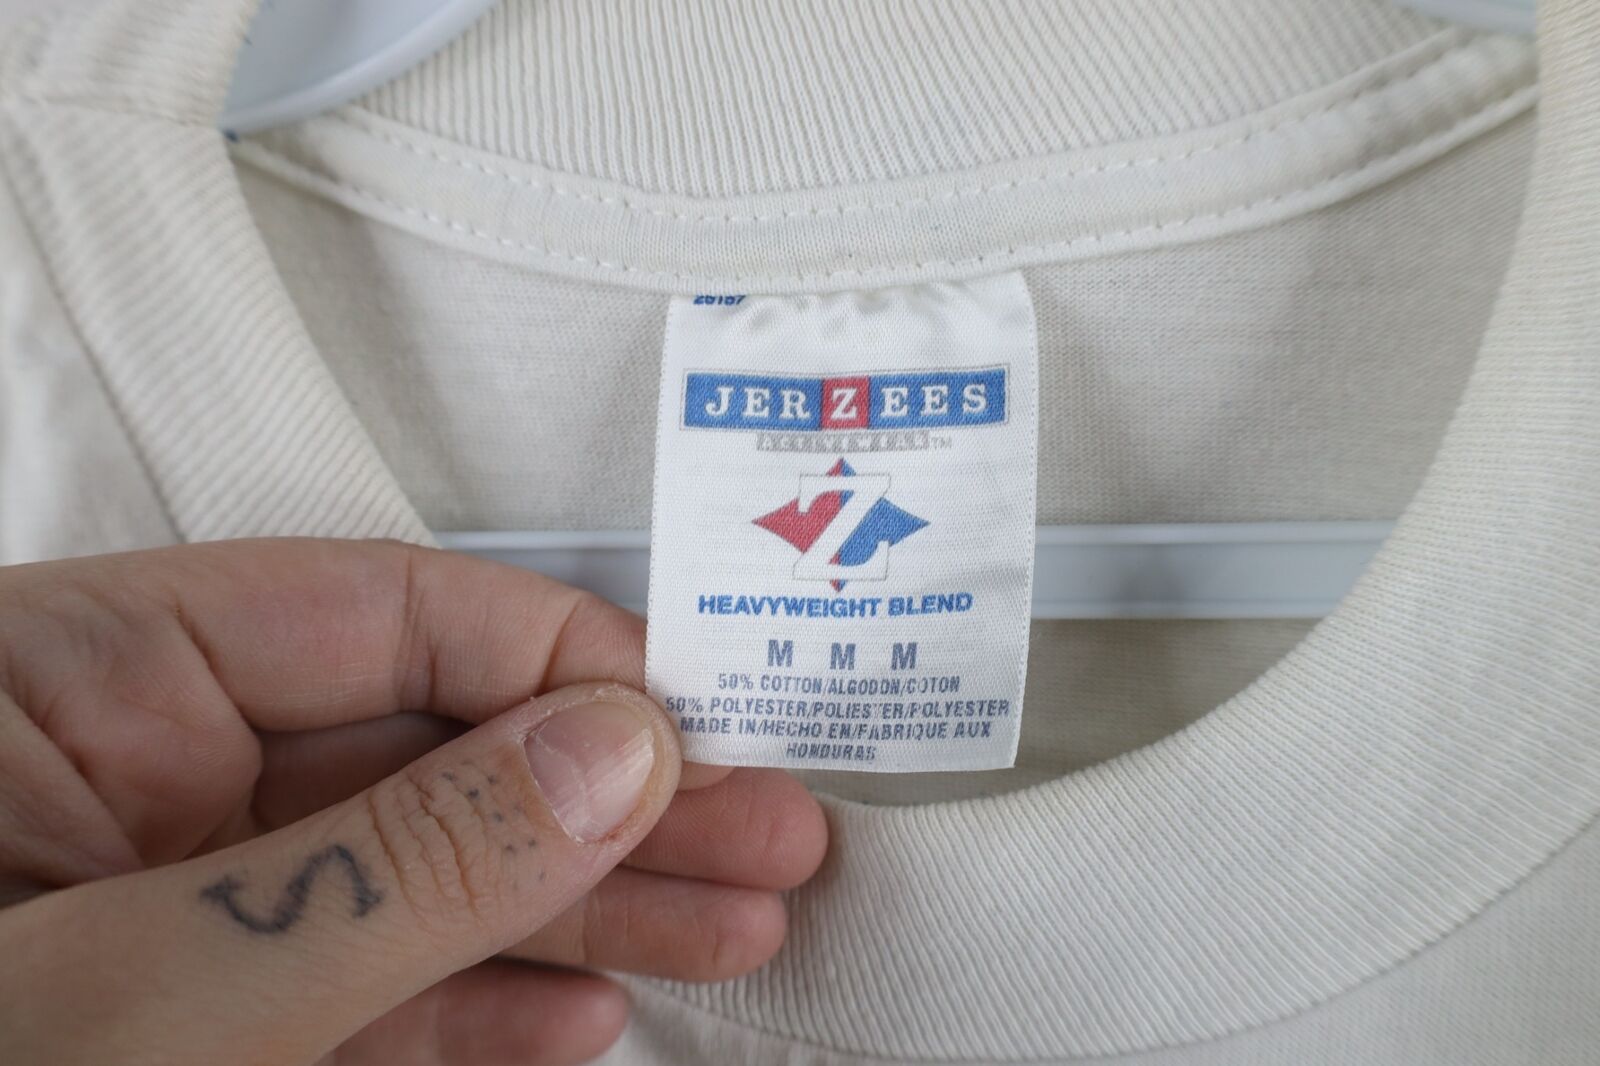 JERZEES
Z
HEAVYWEIGHT BLEND
M M M
50% COTTON/ALGODON/COTON
50% POLYESTER/POLIESTER/POLYESTER
MADE IN/HECHO EN/FABRIQUE AUX
HONDURAS
S